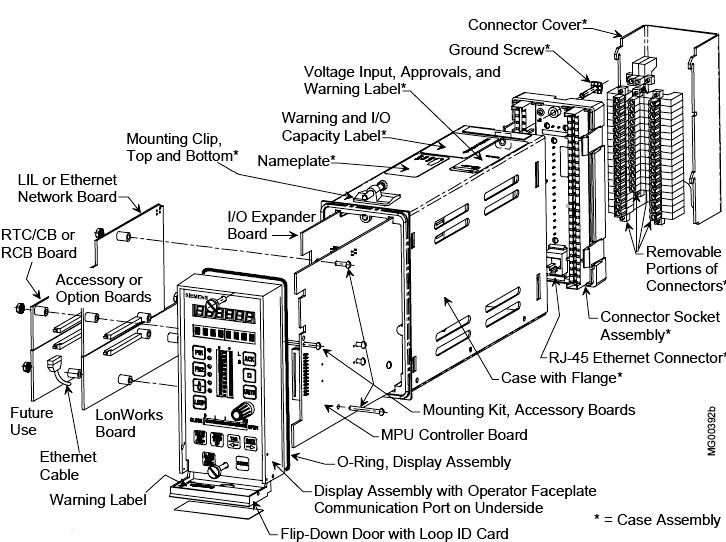 Connector Cover*
Ground Screw*
Voltage Input, Approvals, and
Warning Label*
Warning and I/O
Capacity Label*
Mounting Clip,
Top and Bottom*
Nameplate*
LIL or Ethernet
Network Board
I/O Expander
Board
RTC/CB or
RCB Board
Accessory or
Option Boards
Removable
Portions of
Connectors*
SIEMENS
Connector Socket
Assembly*
RJ-45 Ethernet Connector*
ACK
Case with Flange*
LOOP
Future
Use
LonWorks
Board
Mounting Kit, Accessory Boards
MPU Controller Board
CLOSE
OPEN
MG00392b
Ethernet
Cable
O-Ring, Display Assembly
Warning Label
Display Assembly with Operator Faceplate
Communication Port on Underside
Flip-Down Door with Loop ID Card
* = Case Assembly